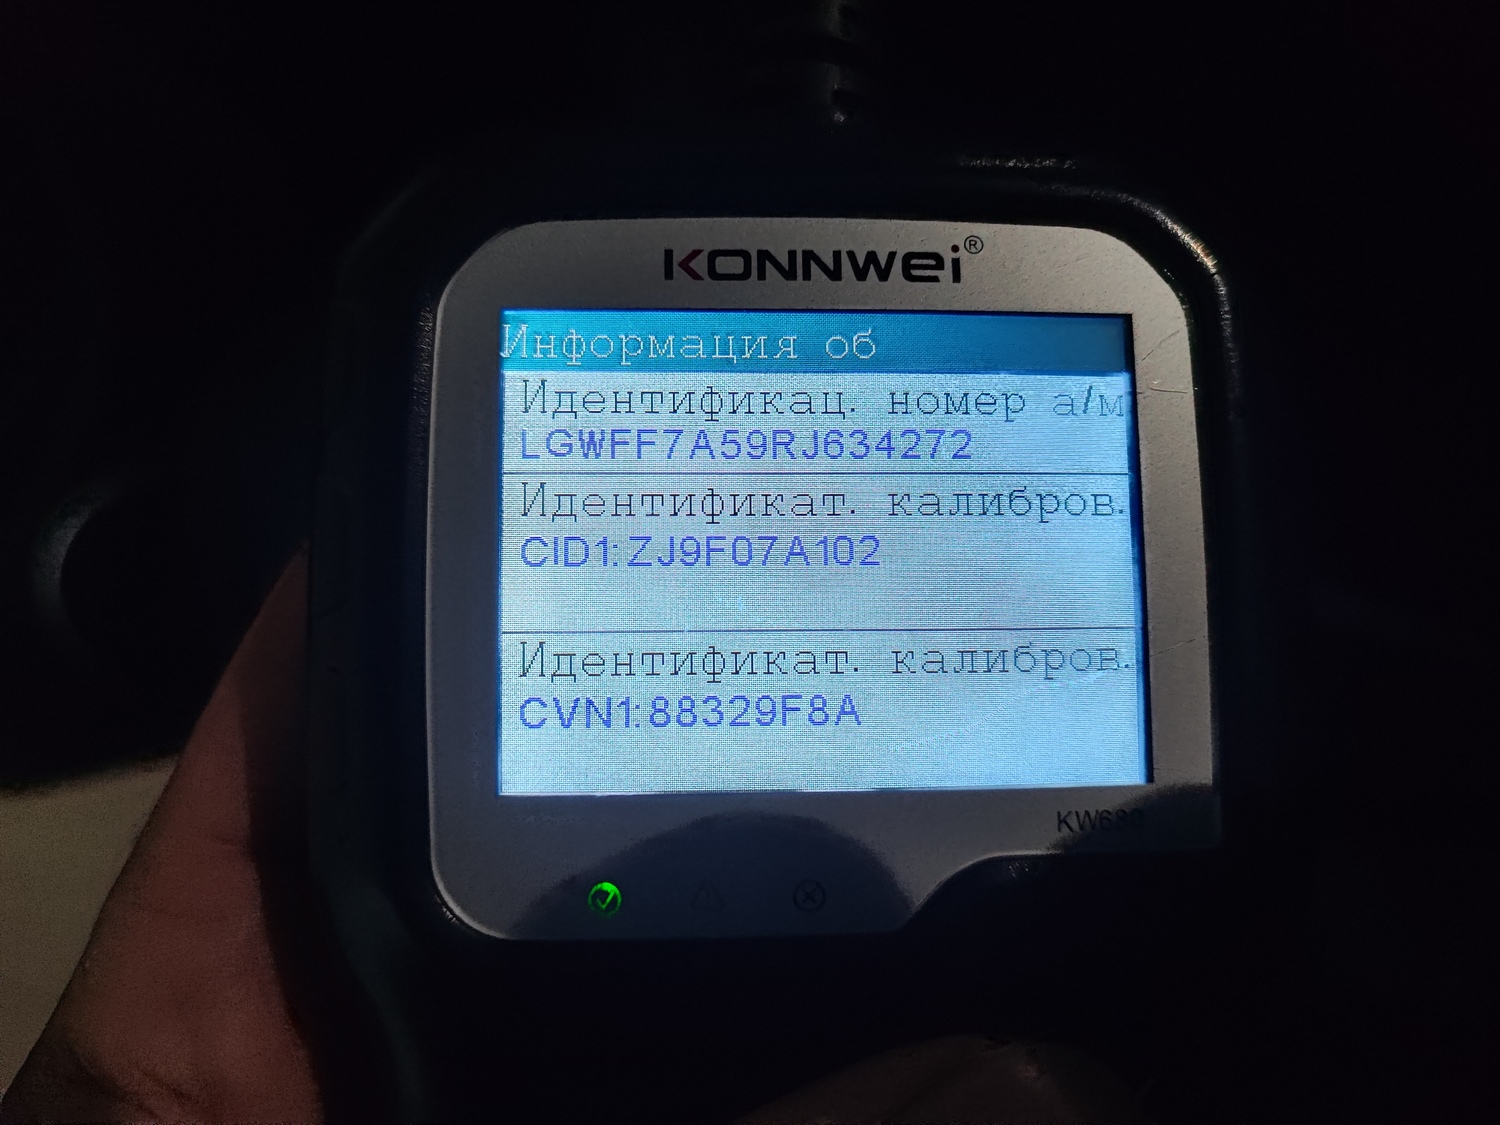 KONNWEI®
Информация об
Идентификац. номер а/м
LGWFF7A59RJ634272
Идентификат. калибров.
CID1:ZJ9F07A102
Идентификат. калибров.
CVN1:88329F8A